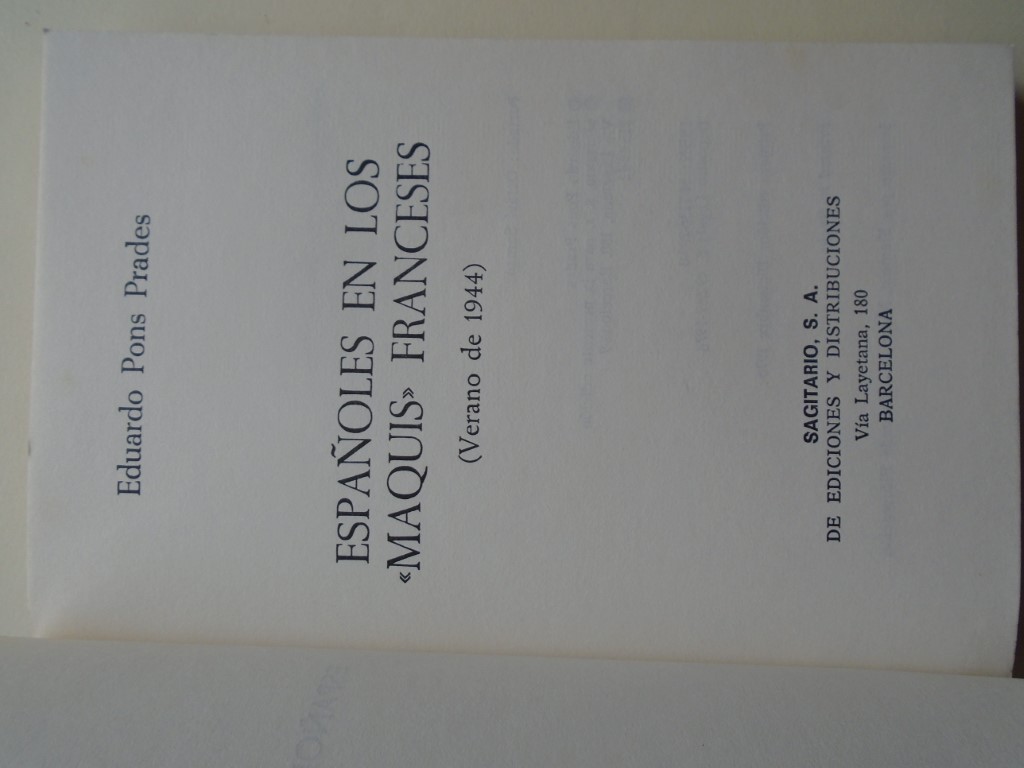 Eduardo Pons Prades
ESPAÑOLES EN LOS
«MAQUIS» FRANCESES
(Verano de 1944)
SAGITARIO, S. A.
DE EDICIONES Y DISTRIBUCIONES
Vía Layetana, 180
BARCELONA